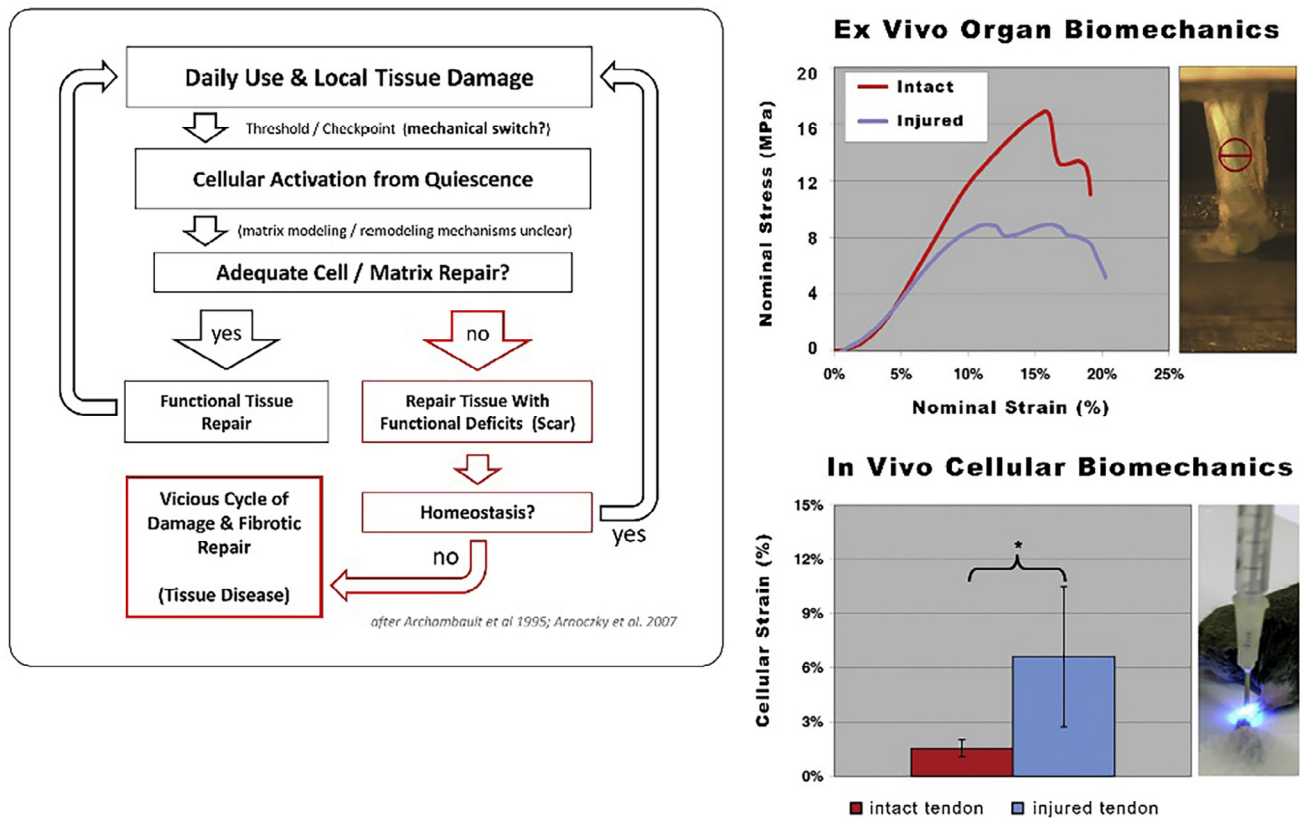 Daily Use & Local Tissue Damage
Threshold / Checkpoint (mechanical switch?)
Cellular Activation from Quiescence
(matrix modeling / remodeling mechanisms unclear)
Adequate Cell / Matrix Repair?
yes
no
Functional Tissue
Repair
Repair Tissue With
Functional Deficits (Scar)
Vicious Cycle of
Damage & Fibrotic
Repair
(Tissue Disease)
Homeostasis?
yes
no
after Archambault et al 1995; Arnoczky et al. 2007
Ex Vivo Organ Biomechanics
Nominal Stress (MPa)
20
16
12
8
4
0
Intact
Injured
0%
5%
10%
15%
20%
25%
Nominal Strain (%)
In Vivo Cellular Biomechanics
Cellular Strain (%)
15%
12%
9%
6%
3%
0%
*
intact tendon
injured tendon